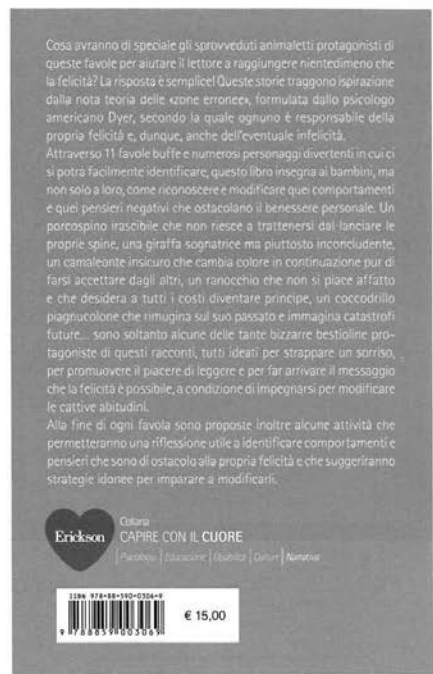 Cosa avranno di speciale gli sprovveduti animaletti protagonisti di
queste favole per aiutare il lettore a raggiungere nientedimeno che
la felicità? La risposta è semplice! Queste storie traggono ispirazione
dalla nota teoria delle «zone erronee», formulata dallo psicologo
americano Dyer, secondo la quale ognuno è responsabile della
propria felicità e, dunque, anche dell'eventuale infelicità.
Attraverso 11 favole buffe e numerosi personaggi divertenti in cui ci
si potrà facilmente identificare, questo libro insegna ai bambini, ma
non solo a loro, come riconoscere e modificare quei comportamenti
e quei pensieri negativi che ostacolano il benessere personale. Un
porcospino irascibile che non riesce a trattenersi dal lanciare le
proprie spine, una giraffa sognatrice ma piuttosto inconcludente,
un camaleonte insicuro che cambia colore in continuazione pur di
farsi accettare dagli altri, un ranocchio che non si piace affatto
e che desidera a tutti i costi diventare principe, un coccodrillo
piagnucolone che rimugina sul suo passato e immagina catastrofi
future... sono soltanto alcune delle tante bizzarre bestioline pro-
tagoniste di questi racconti, tutti ideati per strappare un sorriso,
per promuovere il piacere di leggere e per far arrivare il messaggio
che la felicità è possibile, a condizione di impegnarsi per modificare
le cattive abitudini.
Alla fine di ogni favola sono proposte inoltre alcune attività che
permetteranno una riflessione utile a identificare comportamenti e
pensieri che sono di ostacolo alla propria felicità e che suggeriranno
strategie idonee per imparare a modificarli.
Erickson
Collana
CAPIRE CON IL CUORE
| Psicologia | Educazione | Disabilità | Culture | Narrativa
ISBN 978-88-590-0306-9
9 788859 003069
€ 15,00